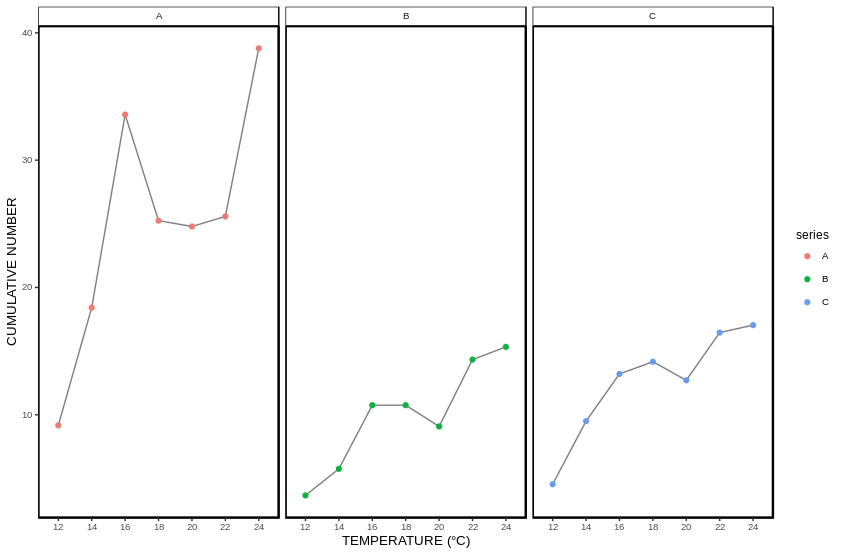 A B C
40
30
20
10
CUMULATIVE NUMBER
12 14 16 18 20 22 24 12 14 16 18 20 22 24 12 14 16 18 20 22 24
TEMPERATURE (°C)
series
A
B
C